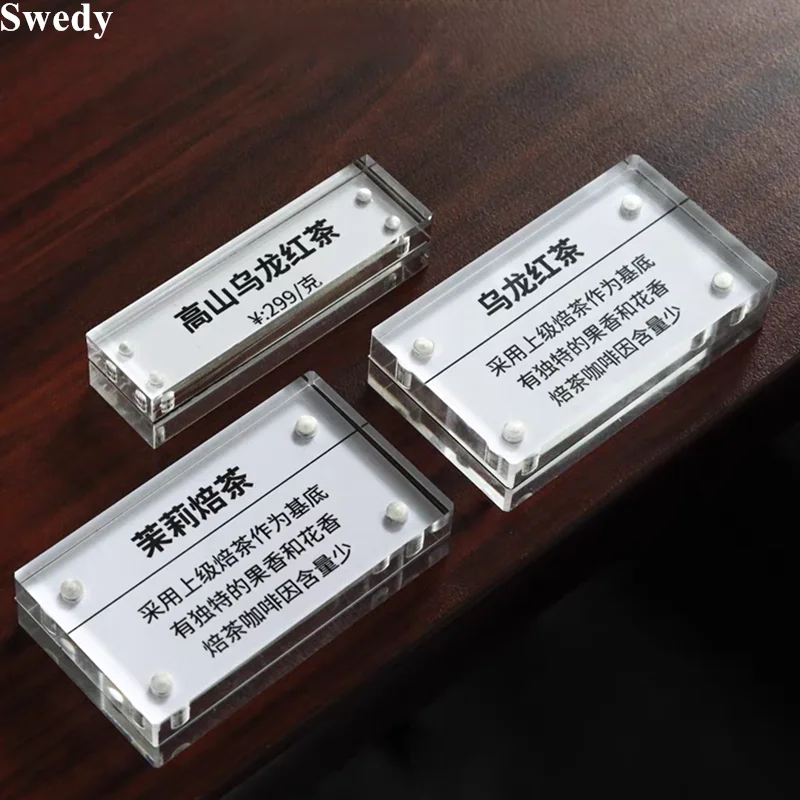 Swedy
高山乌龙红茶
¥:299/克
乌龙红茶
采用上级焙茶作为基底
有独特的果香和花香
焙茶咖啡因含量少
茉莉焙茶
采用上级焙茶作为基底
有独特的果香和花香
焙茶咖啡因含量少